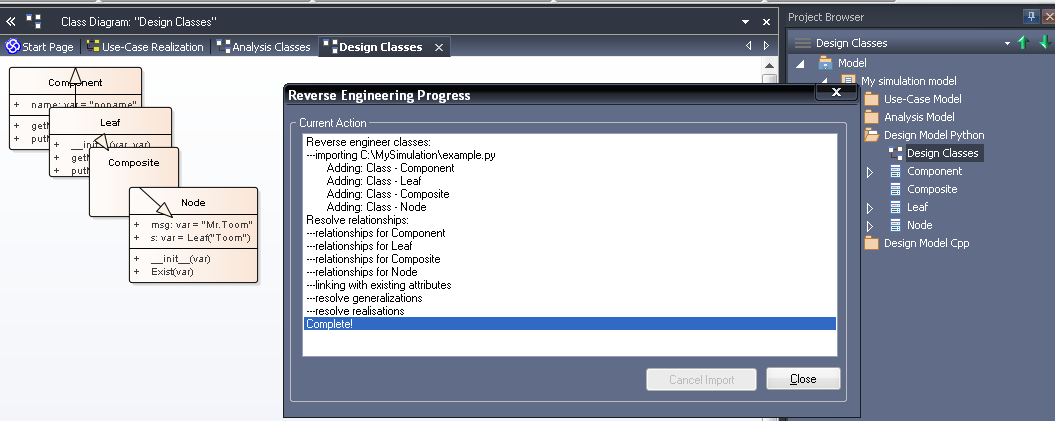 Class Diagram: "Design Classes"
Start Page
Use-Case Realization
Analysis Classes
Design Classes
Component
+ name: var = "noname"
+ getN
+ putN
Leaf
+ __init__(var, var)
+ getN
+ putN
Composite
Node
+ msg: var = "Mr.Toom"
+ s: var = Leaf("Toom")
+ __init__(var)
+ Exist(var)
Reverse Engineering Progress
Current Action
Reverse engineer classes:
---importing C:\MySimulation\example.py
Adding: Class - Component
Adding: Class - Leaf
Adding: Class - Composite
Adding: Class - Node
Resolve relationships:
---relationships for Component
---relationships for Leaf
---relationships for Composite
---relationships for Node
---linking with existing attributes
---resolve generalizations
---resolve realisations
Complete!
Cancel Import
Close
Project Browser
Design Classes
Model
My simulation model
Use-Case Model
Analysis Model
Design Model Python
Design Classes
Component
Composite
Leaf
Node
Design Model Cpp